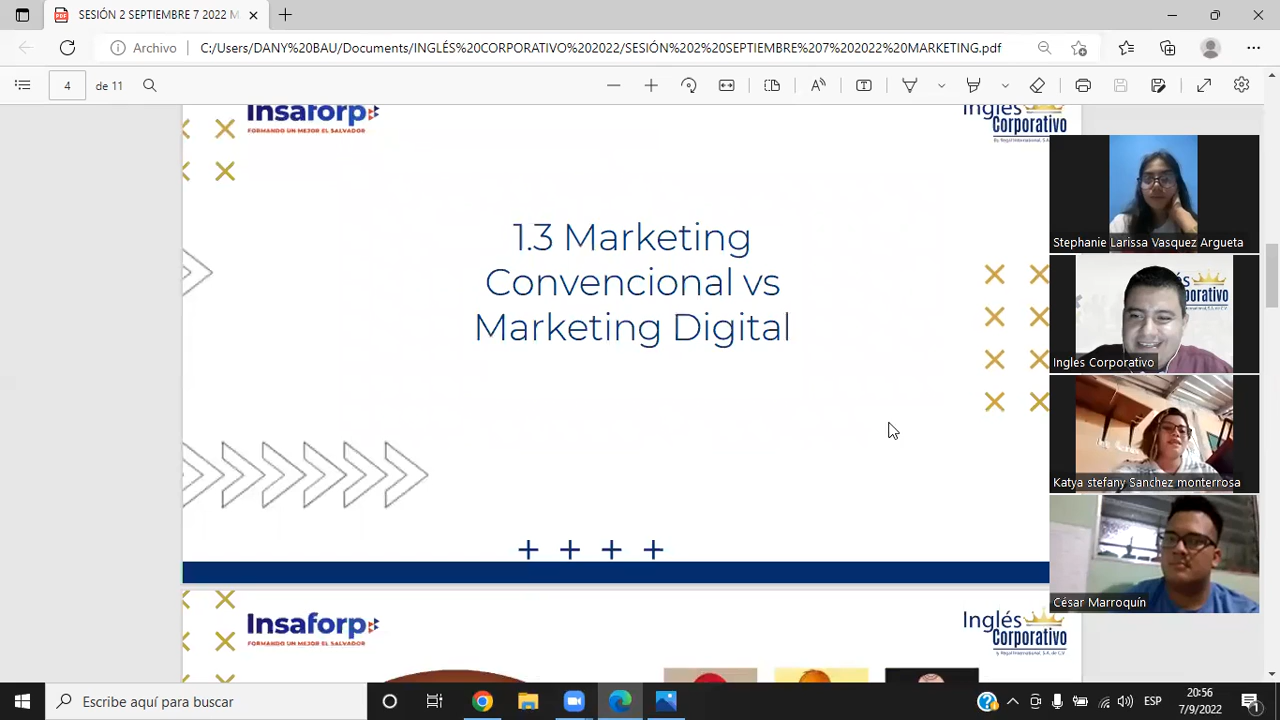 SESIÓN 2 SEPTIEMBRE 7 2022 M
Archivo
C:/Users/DANY%20BAU/Documents/INGLÉS%20CORPORATIVO%202022/SESIÓN%202%20SEPTIEMBRE%207%202022%20MARKETING.pdf
4 de 11
Insaforp
FORMANDO UN MEJOR EL SALVADOR
Inglés
Corporativo
1.3 Marketing
Convencional vs
Marketing Digital
Stephanie Larissa Vasquez Argueta
Ingles Corporativo
Katya stefany Sanchez monterrosa
César Marroquín
Insaforp
FORMANDO UN MEJOR EL SALVADOR
Inglés
Corporativo
Escribe aquí para buscar
ESP
20:56
7/9/2022